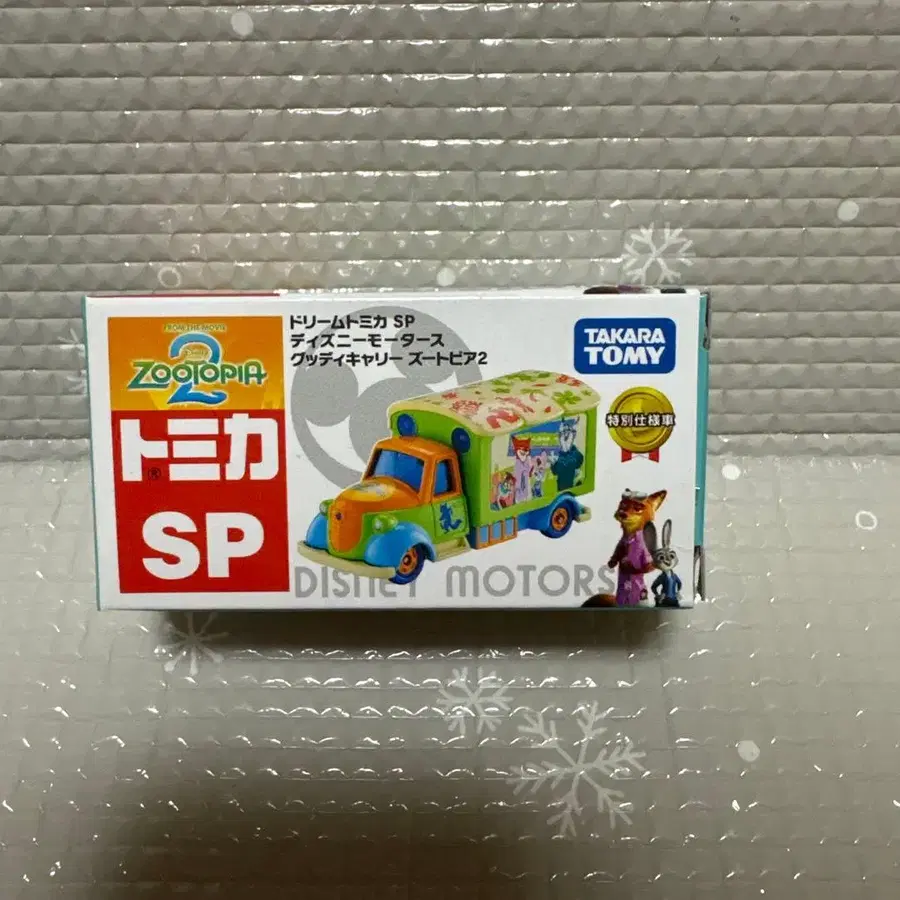 FROM THE MOVIE
Disney
ZOOTOPIA
2
トミカ
®
SP
ドリームトミカ SP
ディズニーモータース
グッディキャリー ズートピア2
TAKARA
TOMY
特別仕様車
DISNEY MOTORS